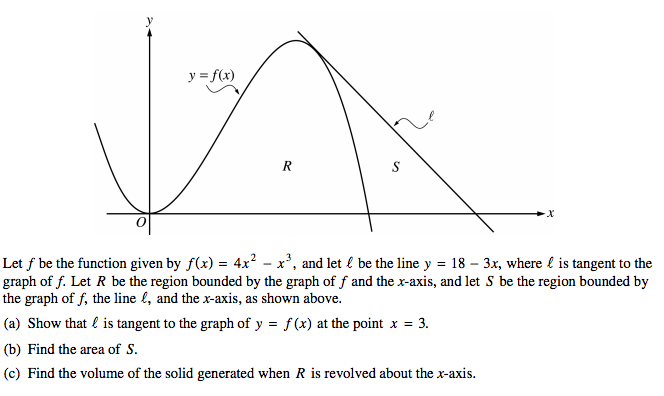 y
y = f(x)
ℓ
R
S
O
x
Let f be the function given by f(x) = 4x² − x³, and let ℓ be the line y = 18 − 3x, where ℓ is tangent to the
graph of f. Let R be the region bounded by the graph of f and the x-axis, and let S be the region bounded by
the graph of f, the line ℓ, and the x-axis, as shown above.
(a) Show that ℓ is tangent to the graph of y = f(x) at the point x = 3.
(b) Find the area of S.
(c) Find the volume of the solid generated when R is revolved about the x-axis.